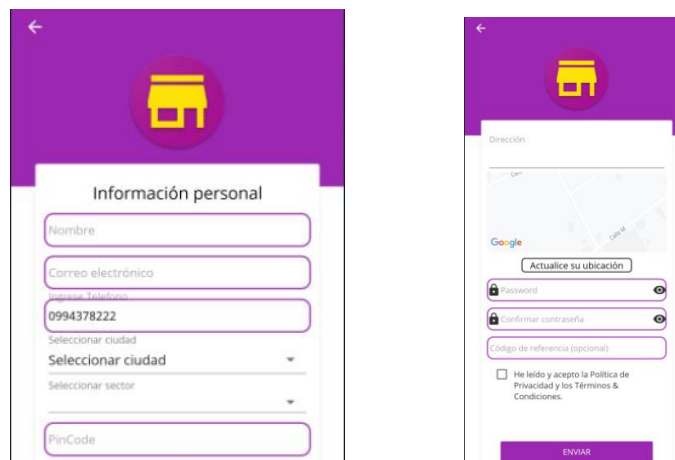 Información personal
Nombre
Correo electrónico
Ingrese Telefono
0994378222
Seleccionar ciudad
Seleccionar ciudad
Seleccionar sector
PinCode
Dirección
Google
Calle M
Actualice su ubicación
Password
Confirmar contraseña
Código de referencia (opcional)
He leído y acepto la Política de
Privacidad y los Términos &
Condiciones.
ENVIAR